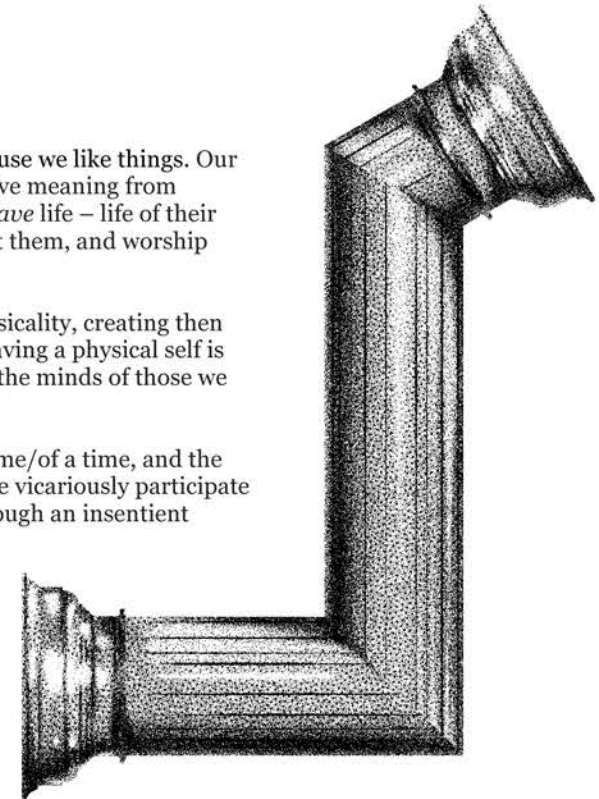 use we like things. Our
ve meaning from
ave life – life of their
t them, and worship
sicality, creating then
aving a physical self is
the minds of those we
me/of a time, and the
e vicariously participate
ough an insentient